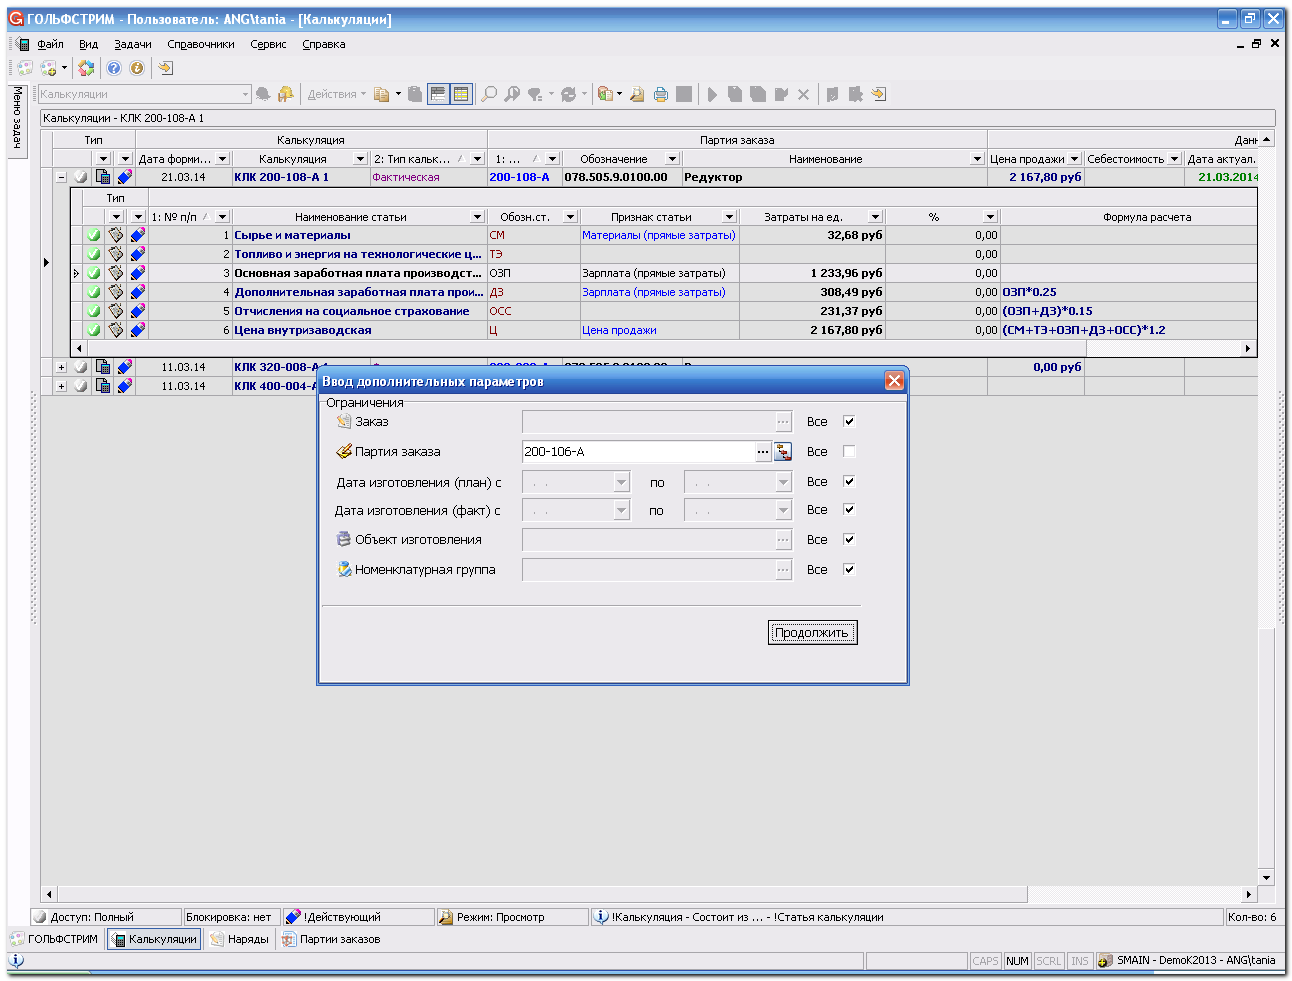 ГОЛЬФСТРИМ - Пользователь: ANG\tania - [Калькуляции]
Файл Вид Задачи Справочники Сервис Справка
Меню задач
Калькуляции Действия
Калькуляции - КЛК 200-108-А 1
Тип Калькуляция Партия заказа Данн
Дата форми... Калькуляция 2: Тип кальк... 1: ... Обозначение Наименование Цена продажи Себестоимость Дата актуал.
21.03.14 КЛК 200-108-А 1 Фактическая 200-108-А 078.505.9.0100.00 Редуктор 2 167,80 руб 21.03.2014
Тип
1: № п/п Наименование статьи Обозн.ст. Признак статьи Затраты на ед. % Формула расчета
1 Сырье и материалы СМ Материалы (прямые затраты) 32,68 руб 0,00
2 Топливо и энергия на технологические ц... ТЭ 0,00
3 Основная заработная плата производст... ОЗП Зарплата (прямые затраты) 1 233,96 руб 0,00
4 Дополнительная заработная плата прои... ДЗ Зарплата (прямые затраты) 308,49 руб 0,00 ОЗП*0.25
5 Отчисления на социальное страхование ОСС 231,37 руб 0,00 (ОЗП+ДЗ)*0.15
6 Цена внутризаводская Ц Цена продажи 2 167,80 руб 0,00 (СМ+ТЭ+ОЗП+ДЗ+ОСС)*1.2
11.03.14 КЛК 320-008-А 1 0,00 руб
11.03.14 КЛК 400-004-А
Ввод дополнительных параметров
Ограничения
Заказ ... Все
Партия заказа 200-106-А ... Все
Дата изготовления (план) с . . по . . Все
Дата изготовления (факт) с . . по . . Все
Объект изготовления ... Все
Номенклатурная группа ... Все
Продолжить
Доступ: Полный Блокировка: нет !Действующий Режим: Просмотр !Калькуляция - Состоит из ... - !Статья калькуляции Кол-во: 6
ГОЛЬФСТРИМ Калькуляции Наряды Партии заказов
CAPS NUM SCRL INS SMAIN - DemoK2013 - ANG\tania